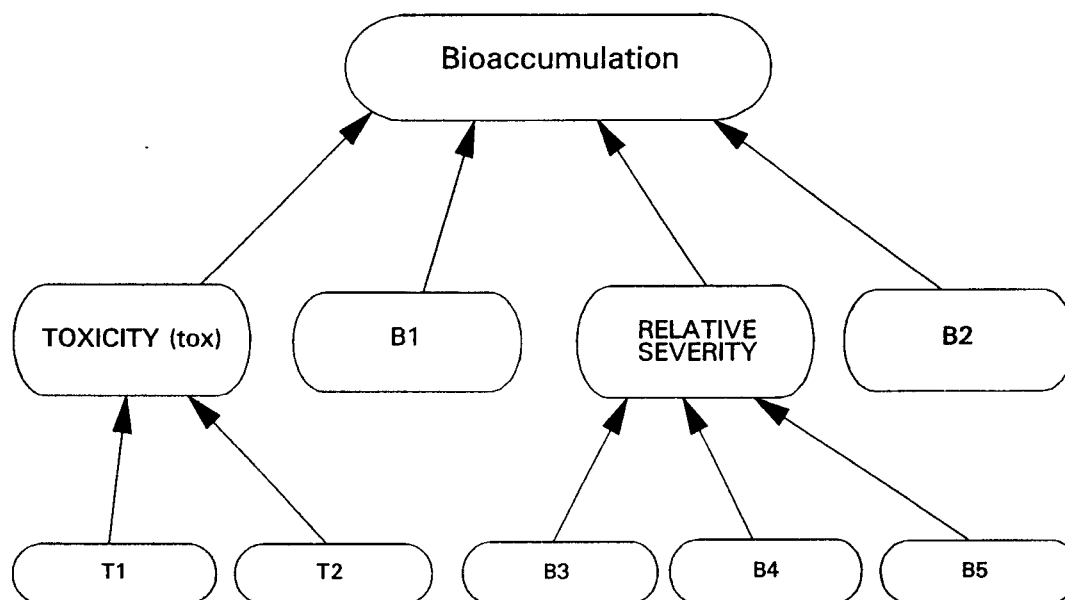 Bioaccumulation
TOXICITY (tox)
B1
RELATIVE
SEVERITY
B2
T1
T2
B3
B4
B5